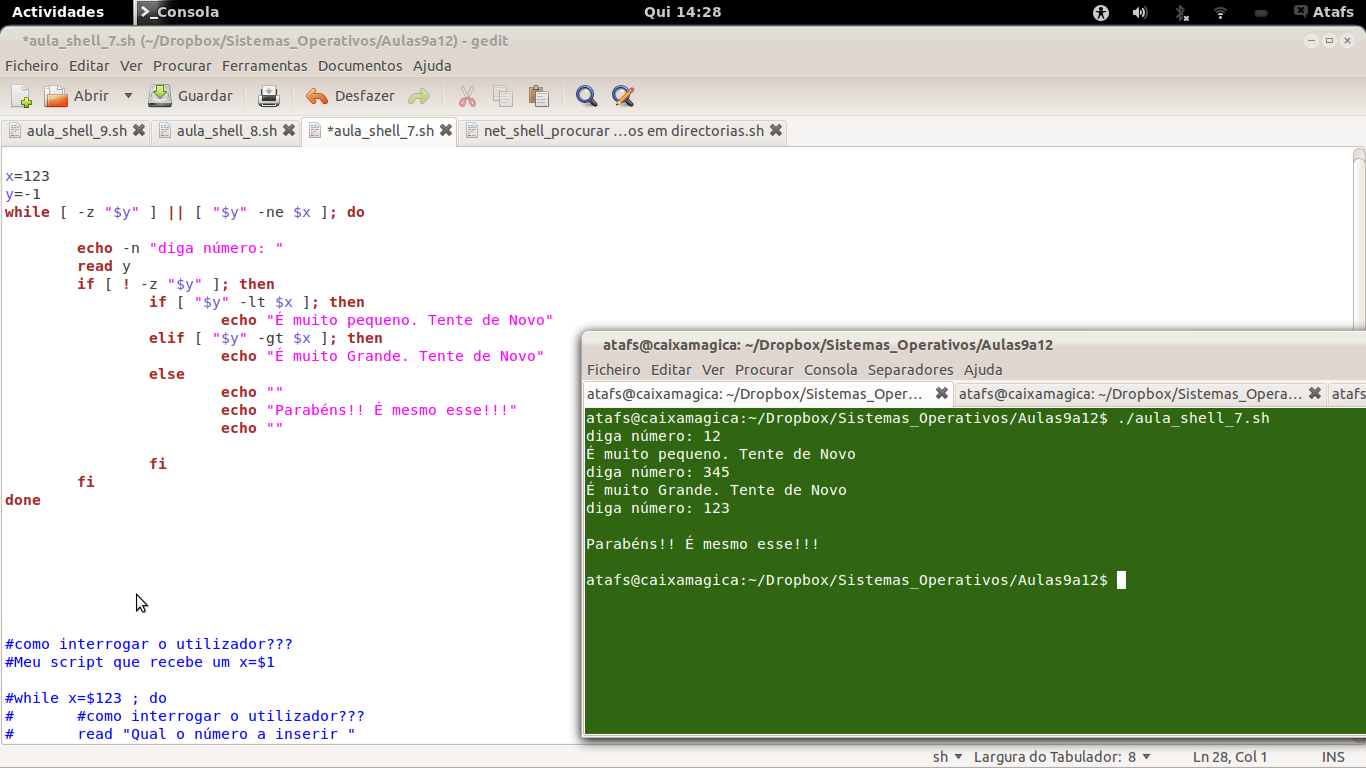 Actividades
Consola
Qui 14:28
Atafs
*aula_shell_7.sh (~/Dropbox/Sistemas_Operativos/Aulas9a12) - gedit
Ficheiro Editar Ver Procurar Ferramentas Documentos Ajuda
Abrir Guardar Desfazer
aula_shell_9.sh aula_shell_8.sh *aula_shell_7.sh net_shell_procurar ...os em directorias.sh
x=123
y=-1
while [ -z "$y" ] || [ "$y" -ne $x ]; do
echo -n "diga número: "
read y
if [ ! -z "$y" ]; then
if [ "$y" -lt $x ]; then
echo "É muito pequeno. Tente de Novo"
elif [ "$y" -gt $x ]; then
echo "É muito Grande. Tente de Novo"
else
echo ""
echo "Parabéns!! É mesmo esse!!!"
echo ""
fi
fi
done
#como interrogar o utilizador???
#Meu script que recebe um x=$1
#while x=$123 ; do
# #como interrogar o utilizador???
# read "Qual o número a inserir "
atafs@caixamagica: ~/Dropbox/Sistemas_Operativos/Aulas9a12
Ficheiro Editar Ver Procurar Consola Separadores Ajuda
atafs@caixamagica: ~/Dropbox/Sistemas_Oper... atafs@caixamagica: ~/Dropbox/Sistemas_Opera... atafs
atafs@caixamagica:~/Dropbox/Sistemas_Operativos/Aulas9a12$ ./aula_shell_7.sh
diga número: 12
É muito pequeno. Tente de Novo
diga número: 345
É muito Grande. Tente de Novo
diga número: 123
Parabéns!! É mesmo esse!!!
atafs@caixamagica:~/Dropbox/Sistemas_Operativos/Aulas9a12$
sh Largura do Tabulador: 8 Ln 28, Col 1 INS